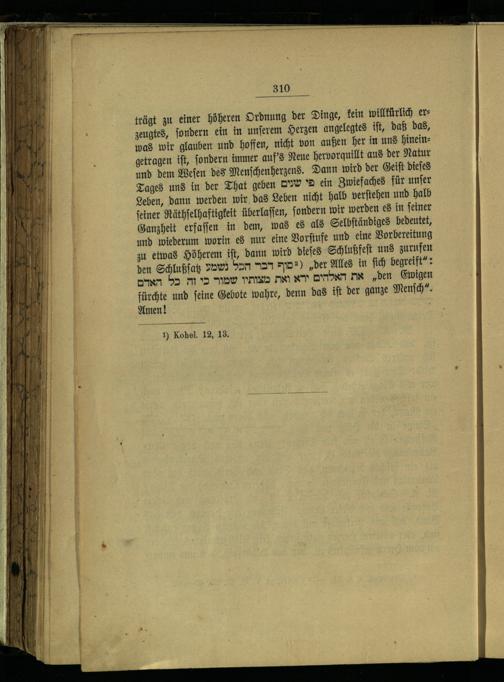 310
trägt zu einer höheren Ordnung der Dinge, kein willkürlich er-
zeugtes, sondern ein in unserem Herzen angelegtes ist, daß das,
was wir glauben und hoffen, nicht von außen her in uns hinein-
getragen ist, sondern immer auf's Neue hervorquillt aus der Natur
und dem Wesen des Menschenherzens. Dann wird der Geist dieses
Tages uns in der That geben פי שנים ein Zwiefaches für unser
Leben, dann werden wir das Leben nicht halb verstehen und halb
seiner Räthselhaftigkeit überlassen, sondern wir werden es in seiner
Ganzheit erfassen in dem, was es als Selbständiges bedeutet,
und wiederum worin es nur eine Vorstufe und eine Vorbereitung
zu etwas Höherem ist, dann wird dieses Schlußfest uns zurufen
den Schlußsatz סוף דבר הכל נשמע ¹) „der Alles in sich begreift“:
את האלהים ירא ואת מצותיו שמור כי זה כל האדם „den Ewigen
fürchte und seine Gebote wahre, denn das ist der ganze Mensch“.
Amen!
¹) Kohel. 12, 13.